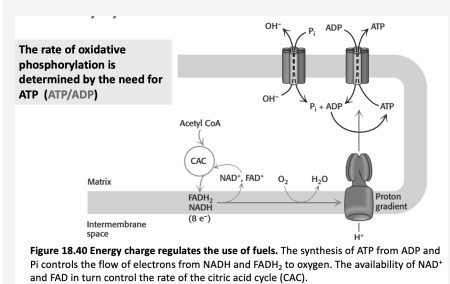 The rate of oxidative
phosphorylation is
determined by the need for
ATP (ATP/ADP)
OH⁻ Pi ADP ATP
OH⁻ Pi + ADP ATP
Acetyl CoA
CAC
Matrix
NAD⁺, FAD⁺ O₂ H₂O
FADH₂
NADH
(8 e⁻)
Proton
gradient
Intermembrane
space
H⁺
Figure 18.40 Energy charge regulates the use of fuels. The synthesis of ATP from ADP and
Pi controls the flow of electrons from NADH and FADH₂ to oxygen. The availability of NAD⁺
and FAD in turn control the rate of the citric acid cycle (CAC).